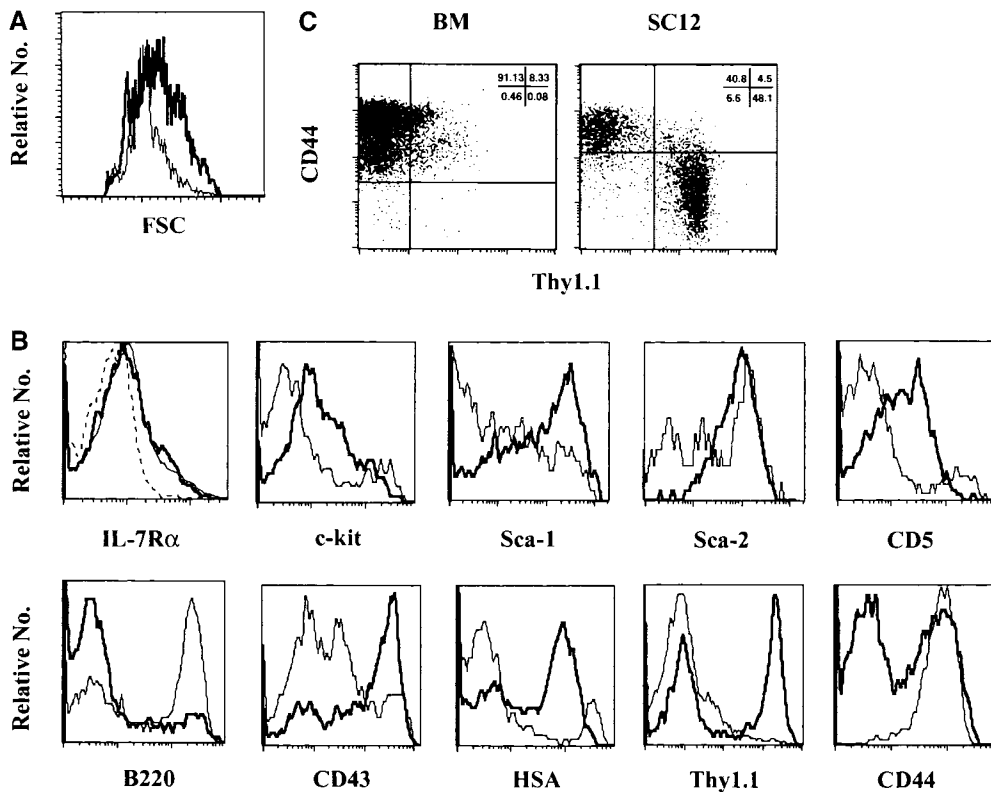 A
Relative No.
FSC
C
BM
SC12
91.13 8.33
0.46 0.08
40.8 4.5
6.6 48.1
CD44
Thy1.1
B
Relative No.
IL-7Rα
c-kit
Sca-1
Sca-2
CD5
Relative No.
B220
CD43
HSA
Thy1.1
CD44